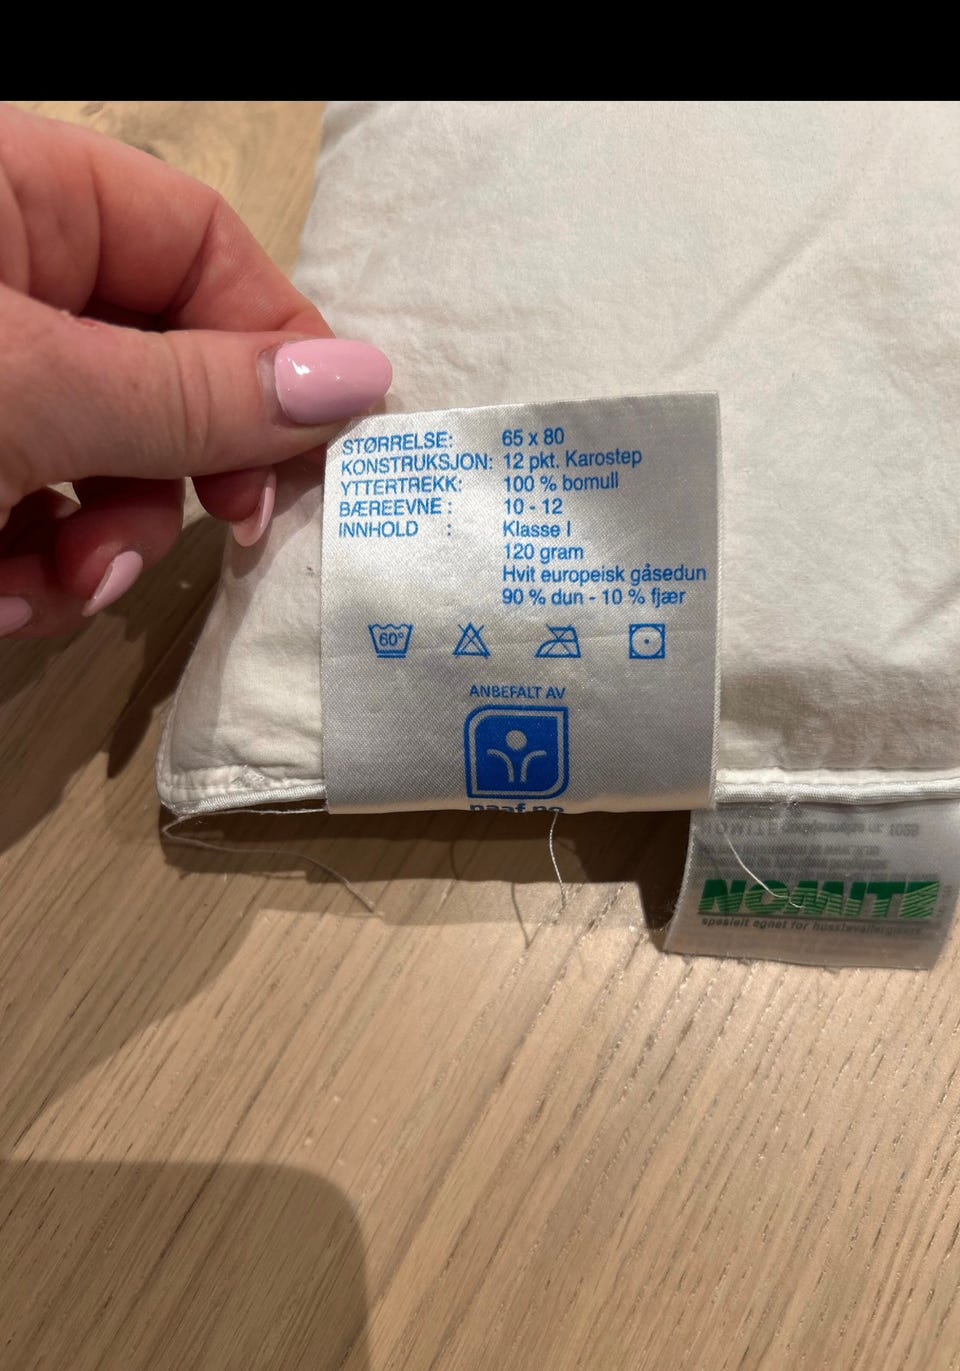 STØRRELSE: 65 x 80
KONSTRUKSJON: 12 pkt. Karostep
YTTERTREKK: 100 % bomull
BÆREEVNE : 10 - 12
INNHOLD : Klasse I
120 gram
Hvit europeisk gåsedun
90 % dun - 10 % fjær
60°
ANBEFALT AV
naaf.no
NOMITE
spesielt egnet for husstøvallergikere